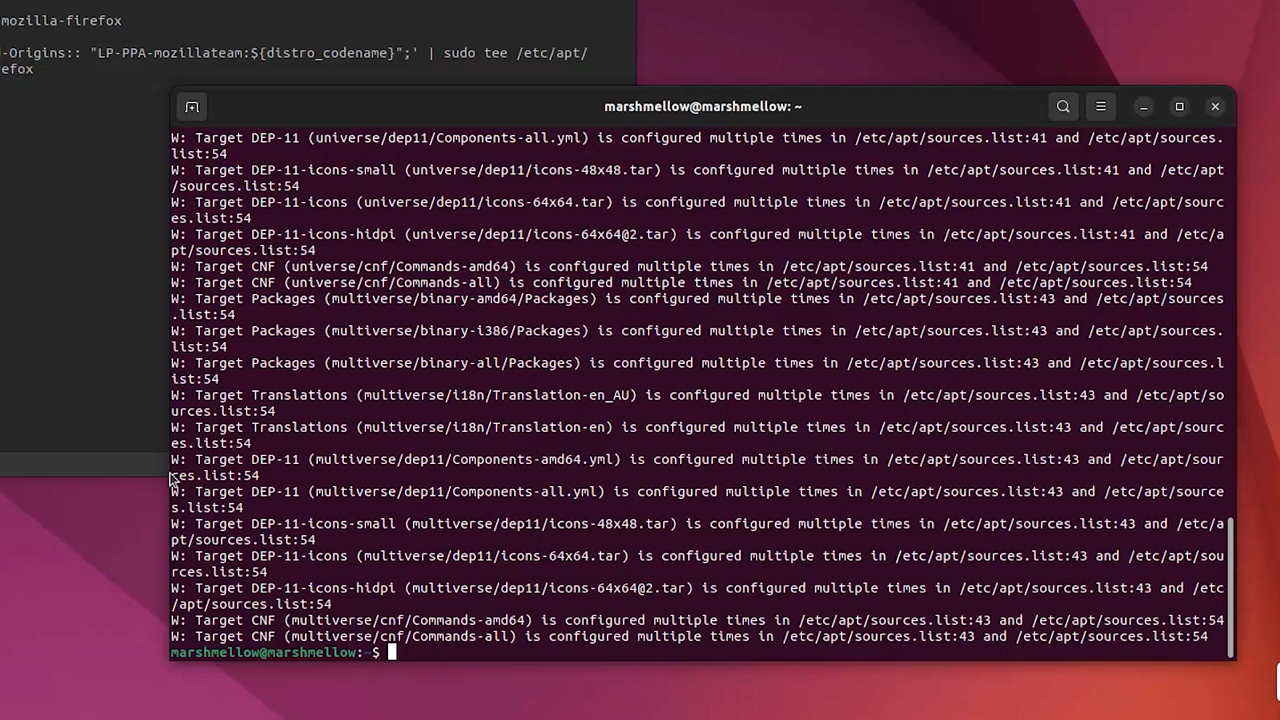 mozilla-firefox
-Origins:: "LP-PPA-mozillateam:${distro_codename}";' | sudo tee /etc/apt/
efox
marshmellow@marshmellow: ~
W: Target DEP-11 (universe/dep11/Components-all.yml) is configured multiple times in /etc/apt/sources.list:41 and /etc/apt/sources.
list:54
W: Target DEP-11-icons-small (universe/dep11/icons-48x48.tar) is configured multiple times in /etc/apt/sources.list:41 and /etc/apt
/sources.list:54
W: Target DEP-11-icons (universe/dep11/icons-64x64.tar) is configured multiple times in /etc/apt/sources.list:41 and /etc/apt/sourc
es.list:54
W: Target DEP-11-icons-hidpi (universe/dep11/icons-64x64@2.tar) is configured multiple times in /etc/apt/sources.list:41 and /etc/a
pt/sources.list:54
W: Target CNF (universe/cnf/Commands-amd64) is configured multiple times in /etc/apt/sources.list:41 and /etc/apt/sources.list:54
W: Target CNF (universe/cnf/Commands-all) is configured multiple times in /etc/apt/sources.list:41 and /etc/apt/sources.list:54
W: Target Packages (multiverse/binary-amd64/Packages) is configured multiple times in /etc/apt/sources.list:43 and /etc/apt/sources
.list:54
W: Target Packages (multiverse/binary-i386/Packages) is configured multiple times in /etc/apt/sources.list:43 and /etc/apt/sources.
list:54
W: Target Packages (multiverse/binary-all/Packages) is configured multiple times in /etc/apt/sources.list:43 and /etc/apt/sources.l
ist:54
W: Target Translations (multiverse/i18n/Translation-en_AU) is configured multiple times in /etc/apt/sources.list:43 and /etc/apt/so
urces.list:54
W: Target Translations (multiverse/i18n/Translation-en) is configured multiple times in /etc/apt/sources.list:43 and /etc/apt/sourc
es.list:54
W: Target DEP-11 (multiverse/dep11/Components-amd64.yml) is configured multiple times in /etc/apt/sources.list:43 and /etc/apt/sour
ces.list:54
W: Target DEP-11 (multiverse/dep11/Components-all.yml) is configured multiple times in /etc/apt/sources.list:43 and /etc/apt/source
s.list:54
W: Target DEP-11-icons-small (multiverse/dep11/icons-48x48.tar) is configured multiple times in /etc/apt/sources.list:43 and /etc/a
pt/sources.list:54
W: Target DEP-11-icons (multiverse/dep11/icons-64x64.tar) is configured multiple times in /etc/apt/sources.list:43 and /etc/apt/sou
rces.list:54
W: Target DEP-11-icons-hidpi (multiverse/dep11/icons-64x64@2.tar) is configured multiple times in /etc/apt/sources.list:43 and /etc
/apt/sources.list:54
W: Target CNF (multiverse/cnf/Commands-amd64) is configured multiple times in /etc/apt/sources.list:43 and /etc/apt/sources.list:54
W: Target CNF (multiverse/cnf/Commands-all) is configured multiple times in /etc/apt/sources.list:43 and /etc/apt/sources.list:54
marshmellow@marshmellow:~$